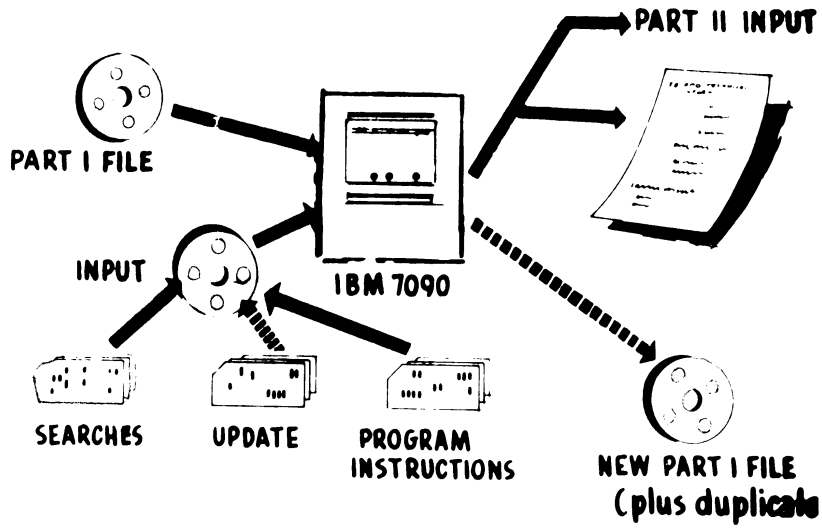 PART II INPUT
PART I FILE
INPUT
IBM 7090
SEARCHES
UPDATE
PROGRAM
INSTRUCTIONS
NEW PART I FILE
(plus duplicate